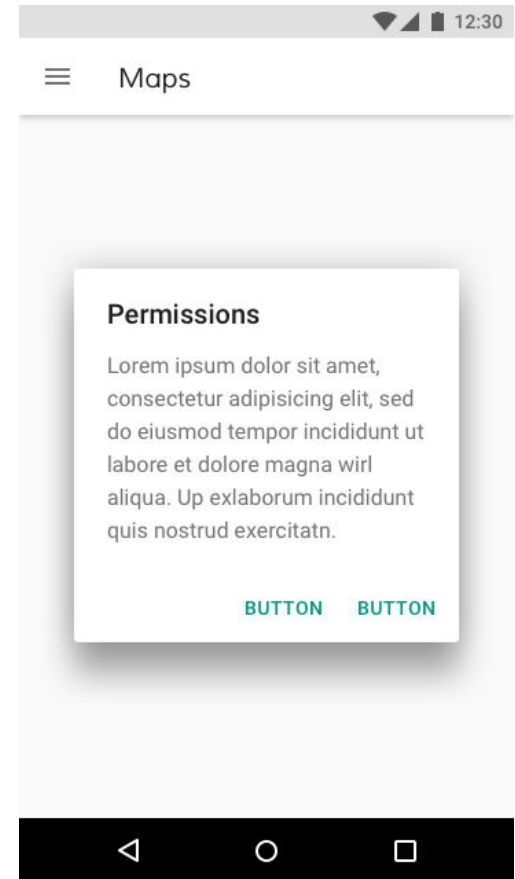 12:30
Maps
Permissions
Lorem ipsum dolor sit amet,
consectetur adipisicing elit, sed
do eiusmod tempor incididunt ut
labore et dolore magna wirl
aliqua. Up exlaborum incididunt
quis nostrud exercitatn.
BUTTON BUTTON